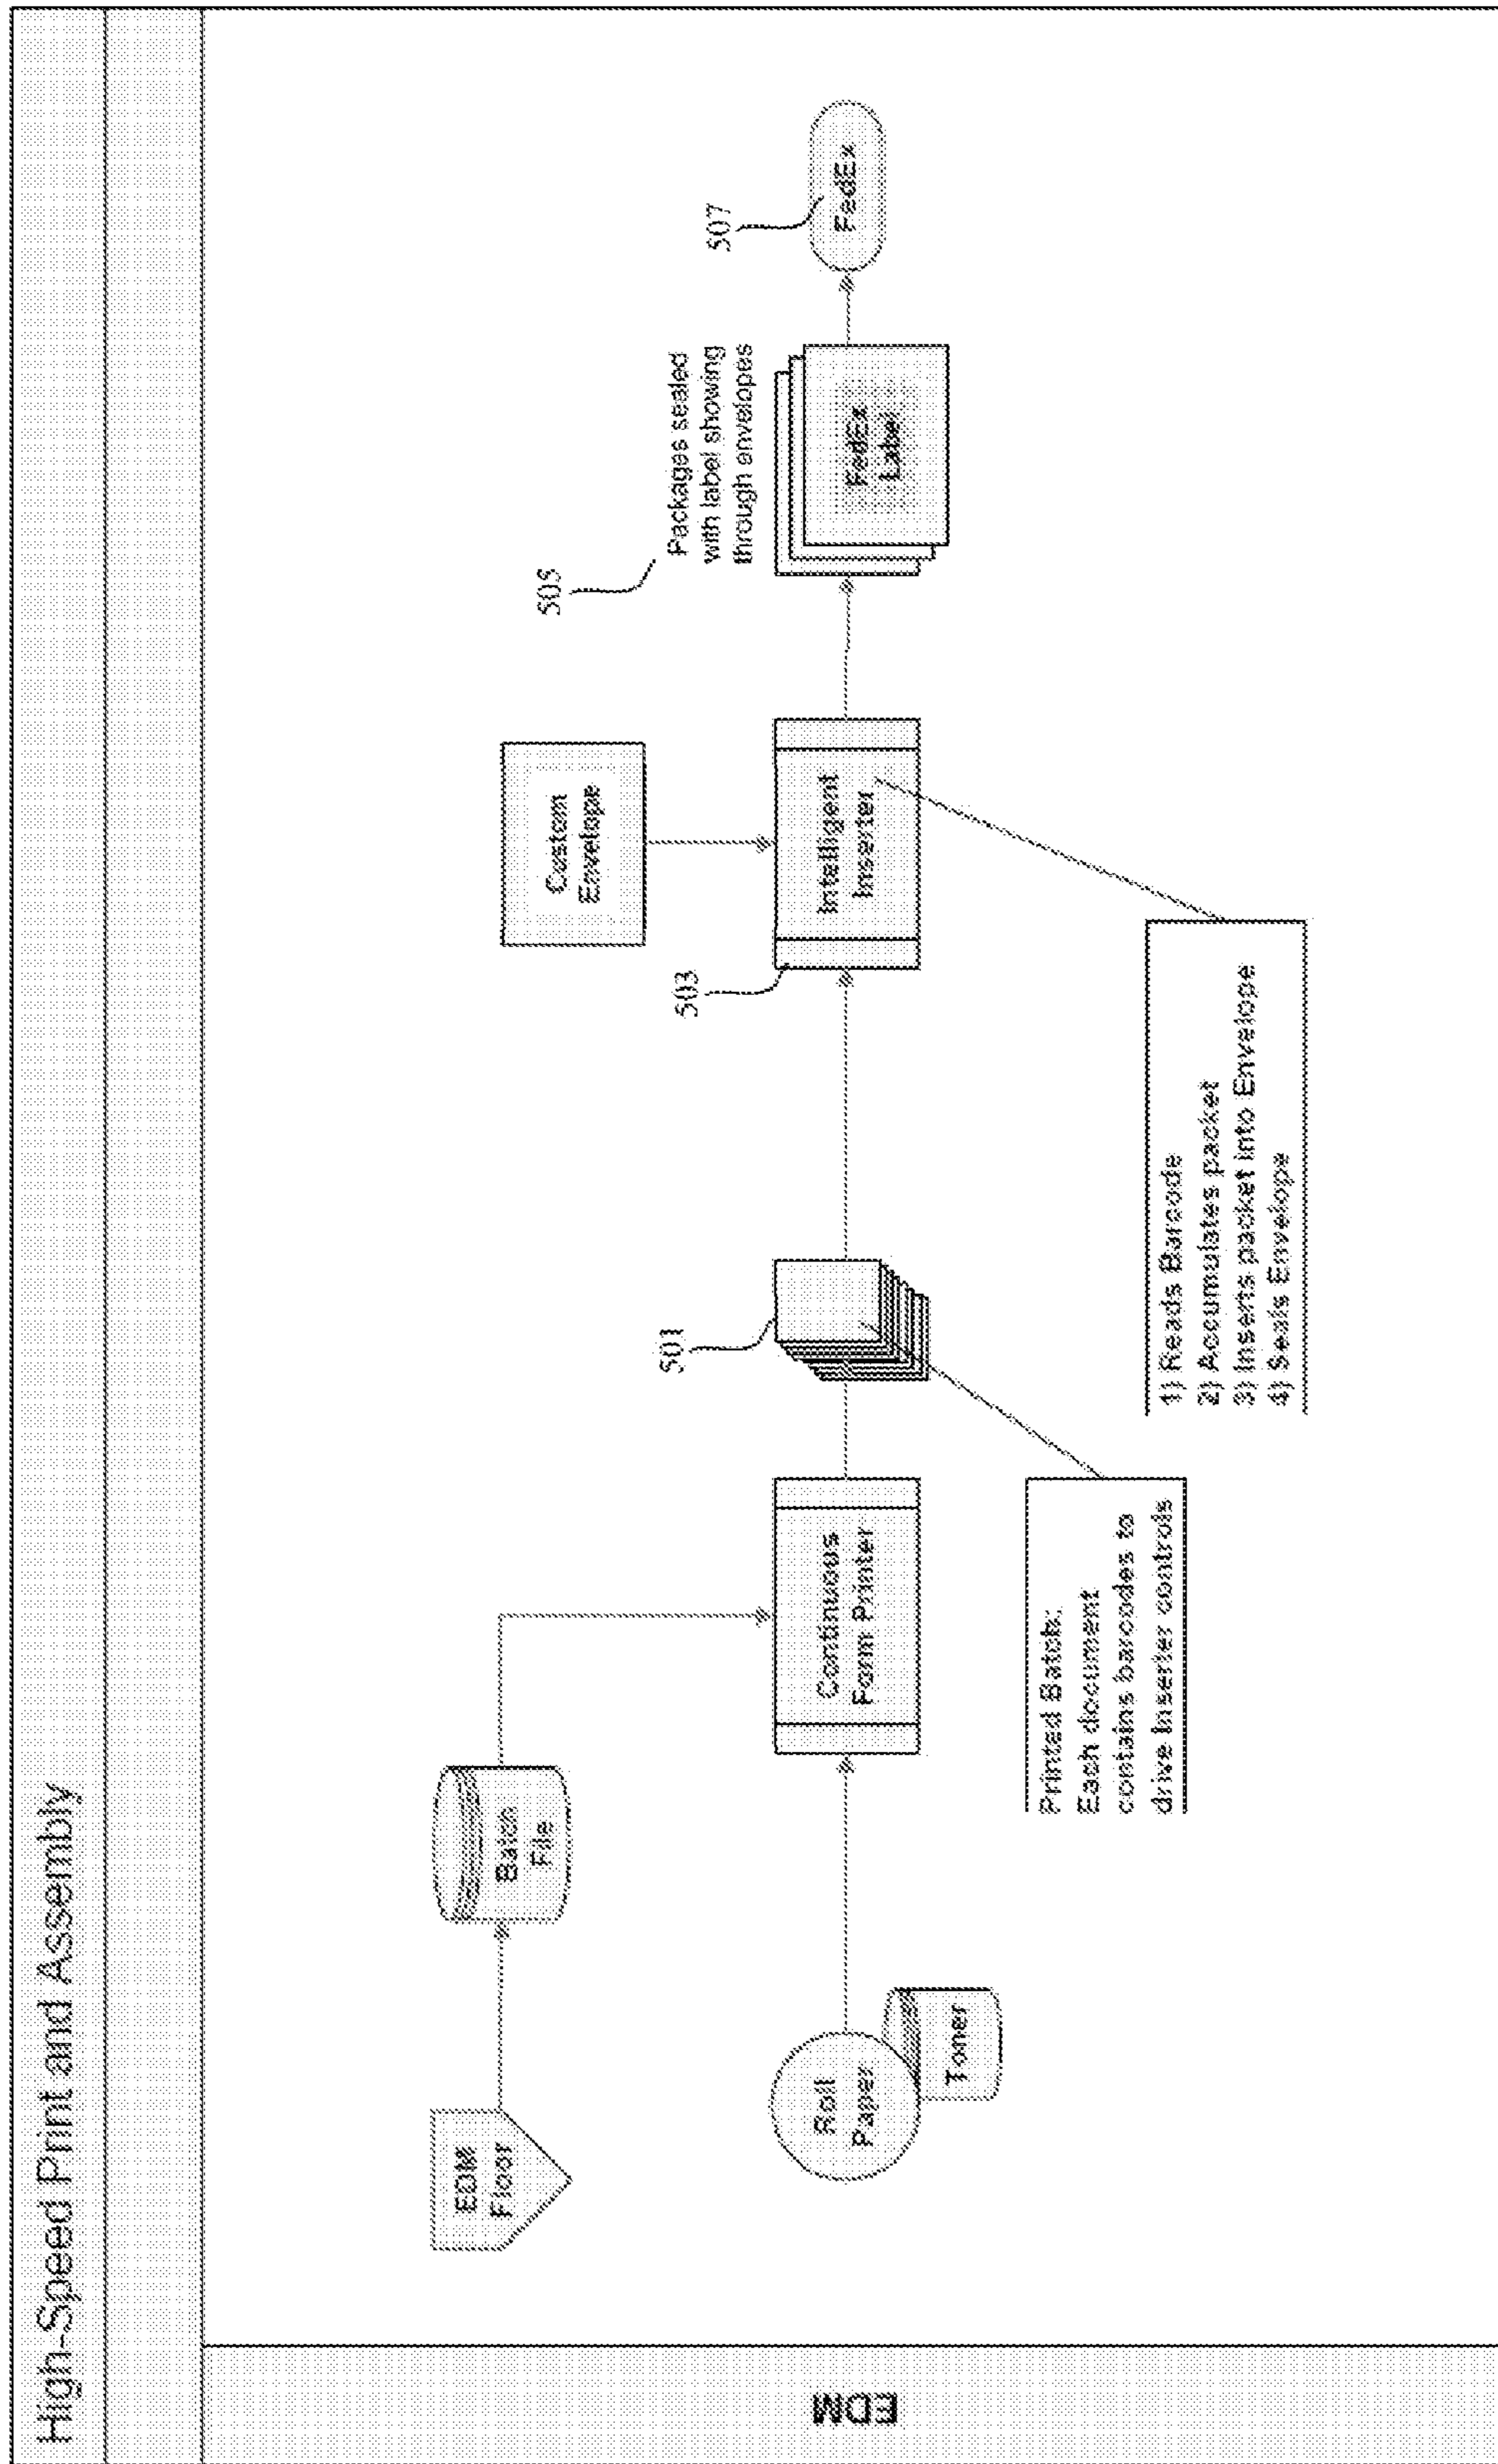 High-Speed Print and Assembly
EDM
EDM
Floor
Batch
File
Roll
Paper
Toner
Continuous
Form Printer
501
Printed Batch:
Each document
contains barcodes to
drive Inserter controls
Custom
Envelope
503
Intelligent
Inserter
1) Reads Barcode
2) Accumulates packet
3) Inserts packet into Envelope
4) Seals Envelope
505
Packages sealed
with label showing
through envelopes
FedEx
Label
507
FedEx